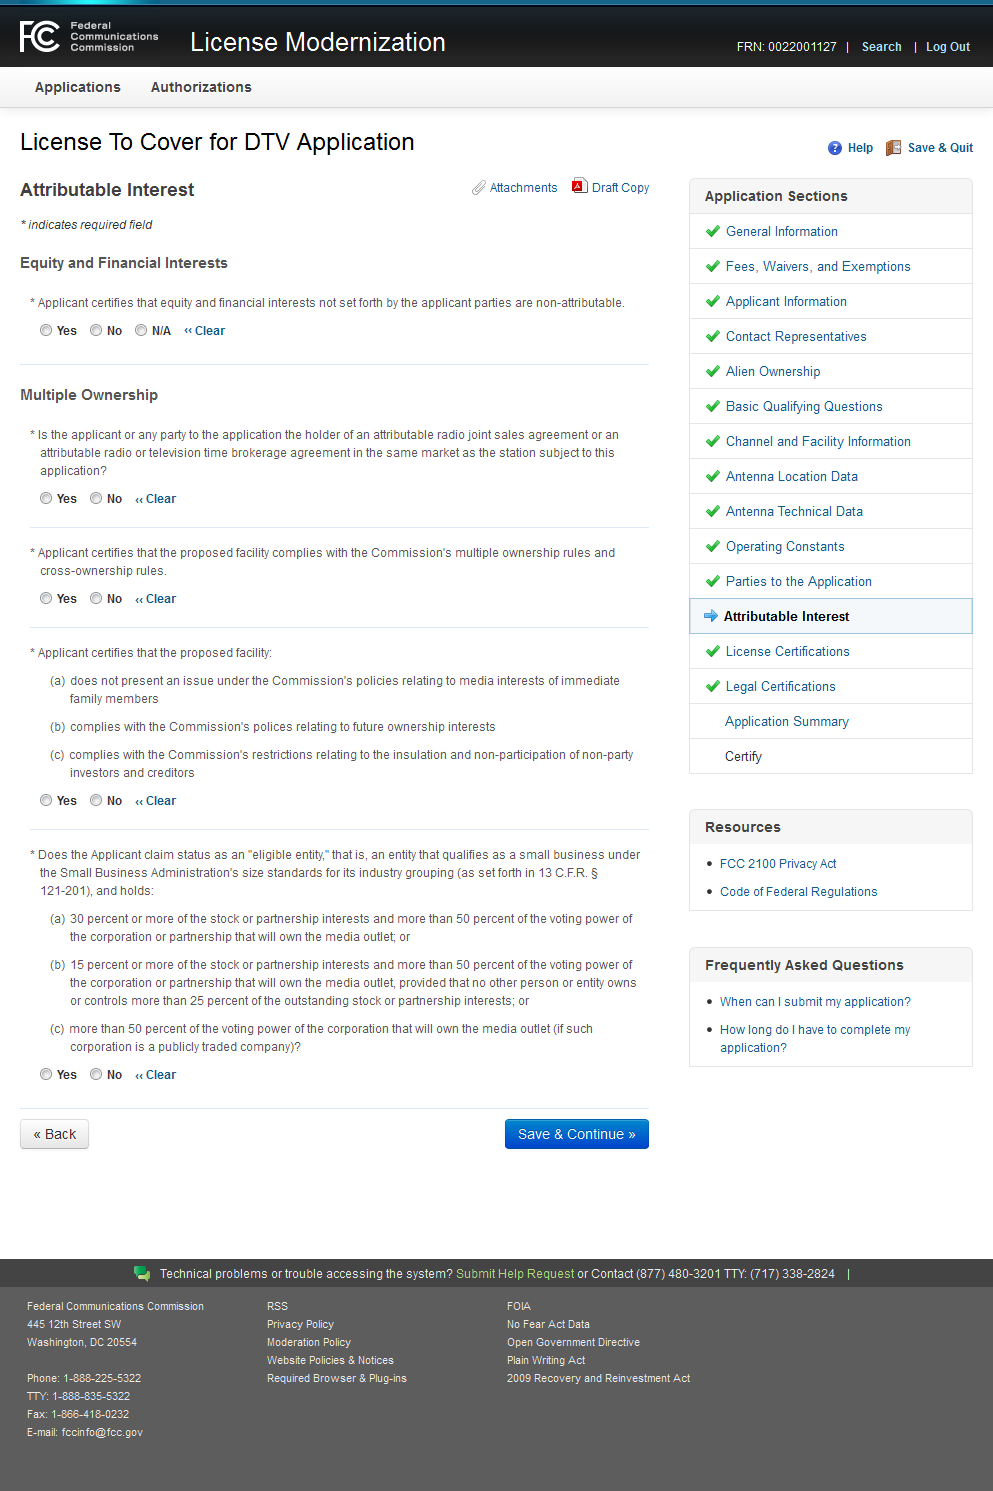 FCC Federal Communications Commission
License Modernization
FRN: 0022001127 | Search | Log Out
Applications Authorizations
License To Cover for DTV Application
Help Save & Quit
Attributable Interest
Attachments Draft Copy
* indicates required field
Equity and Financial Interests
* Applicant certifies that equity and financial interests not set forth by the applicant parties are non-attributable.
Yes No N/A ‹‹ Clear
Multiple Ownership
* Is the applicant or any party to the application the holder of an attributable radio joint sales agreement or an
attributable radio or television time brokerage agreement in the same market as the station subject to this
application?
Yes No ‹‹ Clear
* Applicant certifies that the proposed facility complies with the Commission's multiple ownership rules and
cross-ownership rules.
Yes No ‹‹ Clear
* Applicant certifies that the proposed facility:
(a) does not present an issue under the Commission's policies relating to media interests of immediate
family members
(b) complies with the Commission's polices relating to future ownership interests
(c) complies with the Commission's restrictions relating to the insulation and non-participation of non-party
investors and creditors
Yes No ‹‹ Clear
* Does the Applicant claim status as an "eligible entity," that is, an entity that qualifies as a small business under
the Small Business Administration's size standards for its industry grouping (as set forth in 13 C.F.R. §
121-201), and holds:
(a) 30 percent or more of the stock or partnership interests and more than 50 percent of the voting power of
the corporation or partnership that will own the media outlet; or
(b) 15 percent or more of the stock or partnership interests and more than 50 percent of the voting power of
the corporation or partnership that will own the media outlet, provided that no other person or entity owns
or controls more than 25 percent of the outstanding stock or partnership interests; or
(c) more than 50 percent of the voting power of the corporation that will own the media outlet (if such
corporation is a publicly traded company)?
Yes No ‹‹ Clear
« Back
Save & Continue »
Application Sections
General Information
Fees, Waivers, and Exemptions
Applicant Information
Contact Representatives
Alien Ownership
Basic Qualifying Questions
Channel and Facility Information
Antenna Location Data
Antenna Technical Data
Operating Constants
Parties to the Application
Attributable Interest
License Certifications
Legal Certifications
Application Summary
Certify
Resources
• FCC 2100 Privacy Act
• Code of Federal Regulations
Frequently Asked Questions
• When can I submit my application?
• How long do I have to complete my
application?
Technical problems or trouble accessing the system? Submit Help Request or Contact (877) 480-3201 TTY: (717) 338-2824 |
Federal Communications Commission
445 12th Street SW
Washington, DC 20554
Phone: 1-888-225-5322
TTY: 1-888-835-5322
Fax: 1-866-418-0232
E-mail: fccinfo@fcc.gov
RSS
Privacy Policy
Moderation Policy
Website Policies & Notices
Required Browser & Plug-ins
FOIA
No Fear Act Data
Open Government Directive
Plain Writing Act
2009 Recovery and Reinvestment Act